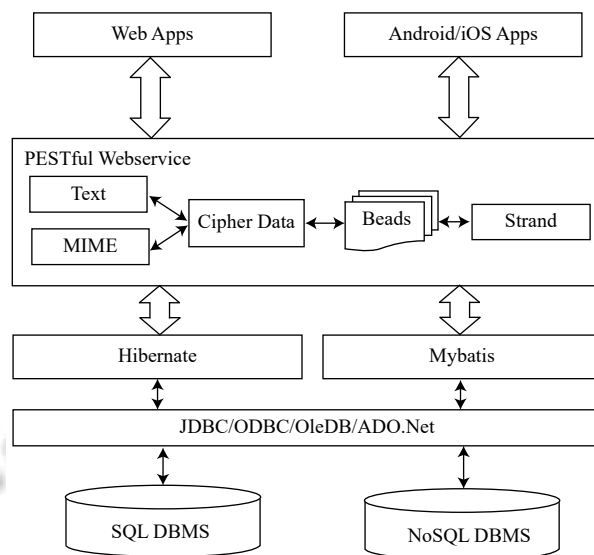 Web Apps
Android/iOS Apps
PESTful Webservice
Text
MIME
Cipher Data
Beads
Strand
Hibernate
Mybatis
JDBC/ODBC/OleDB/ADO.Net
SQL DBMS
NoSQL DBMS